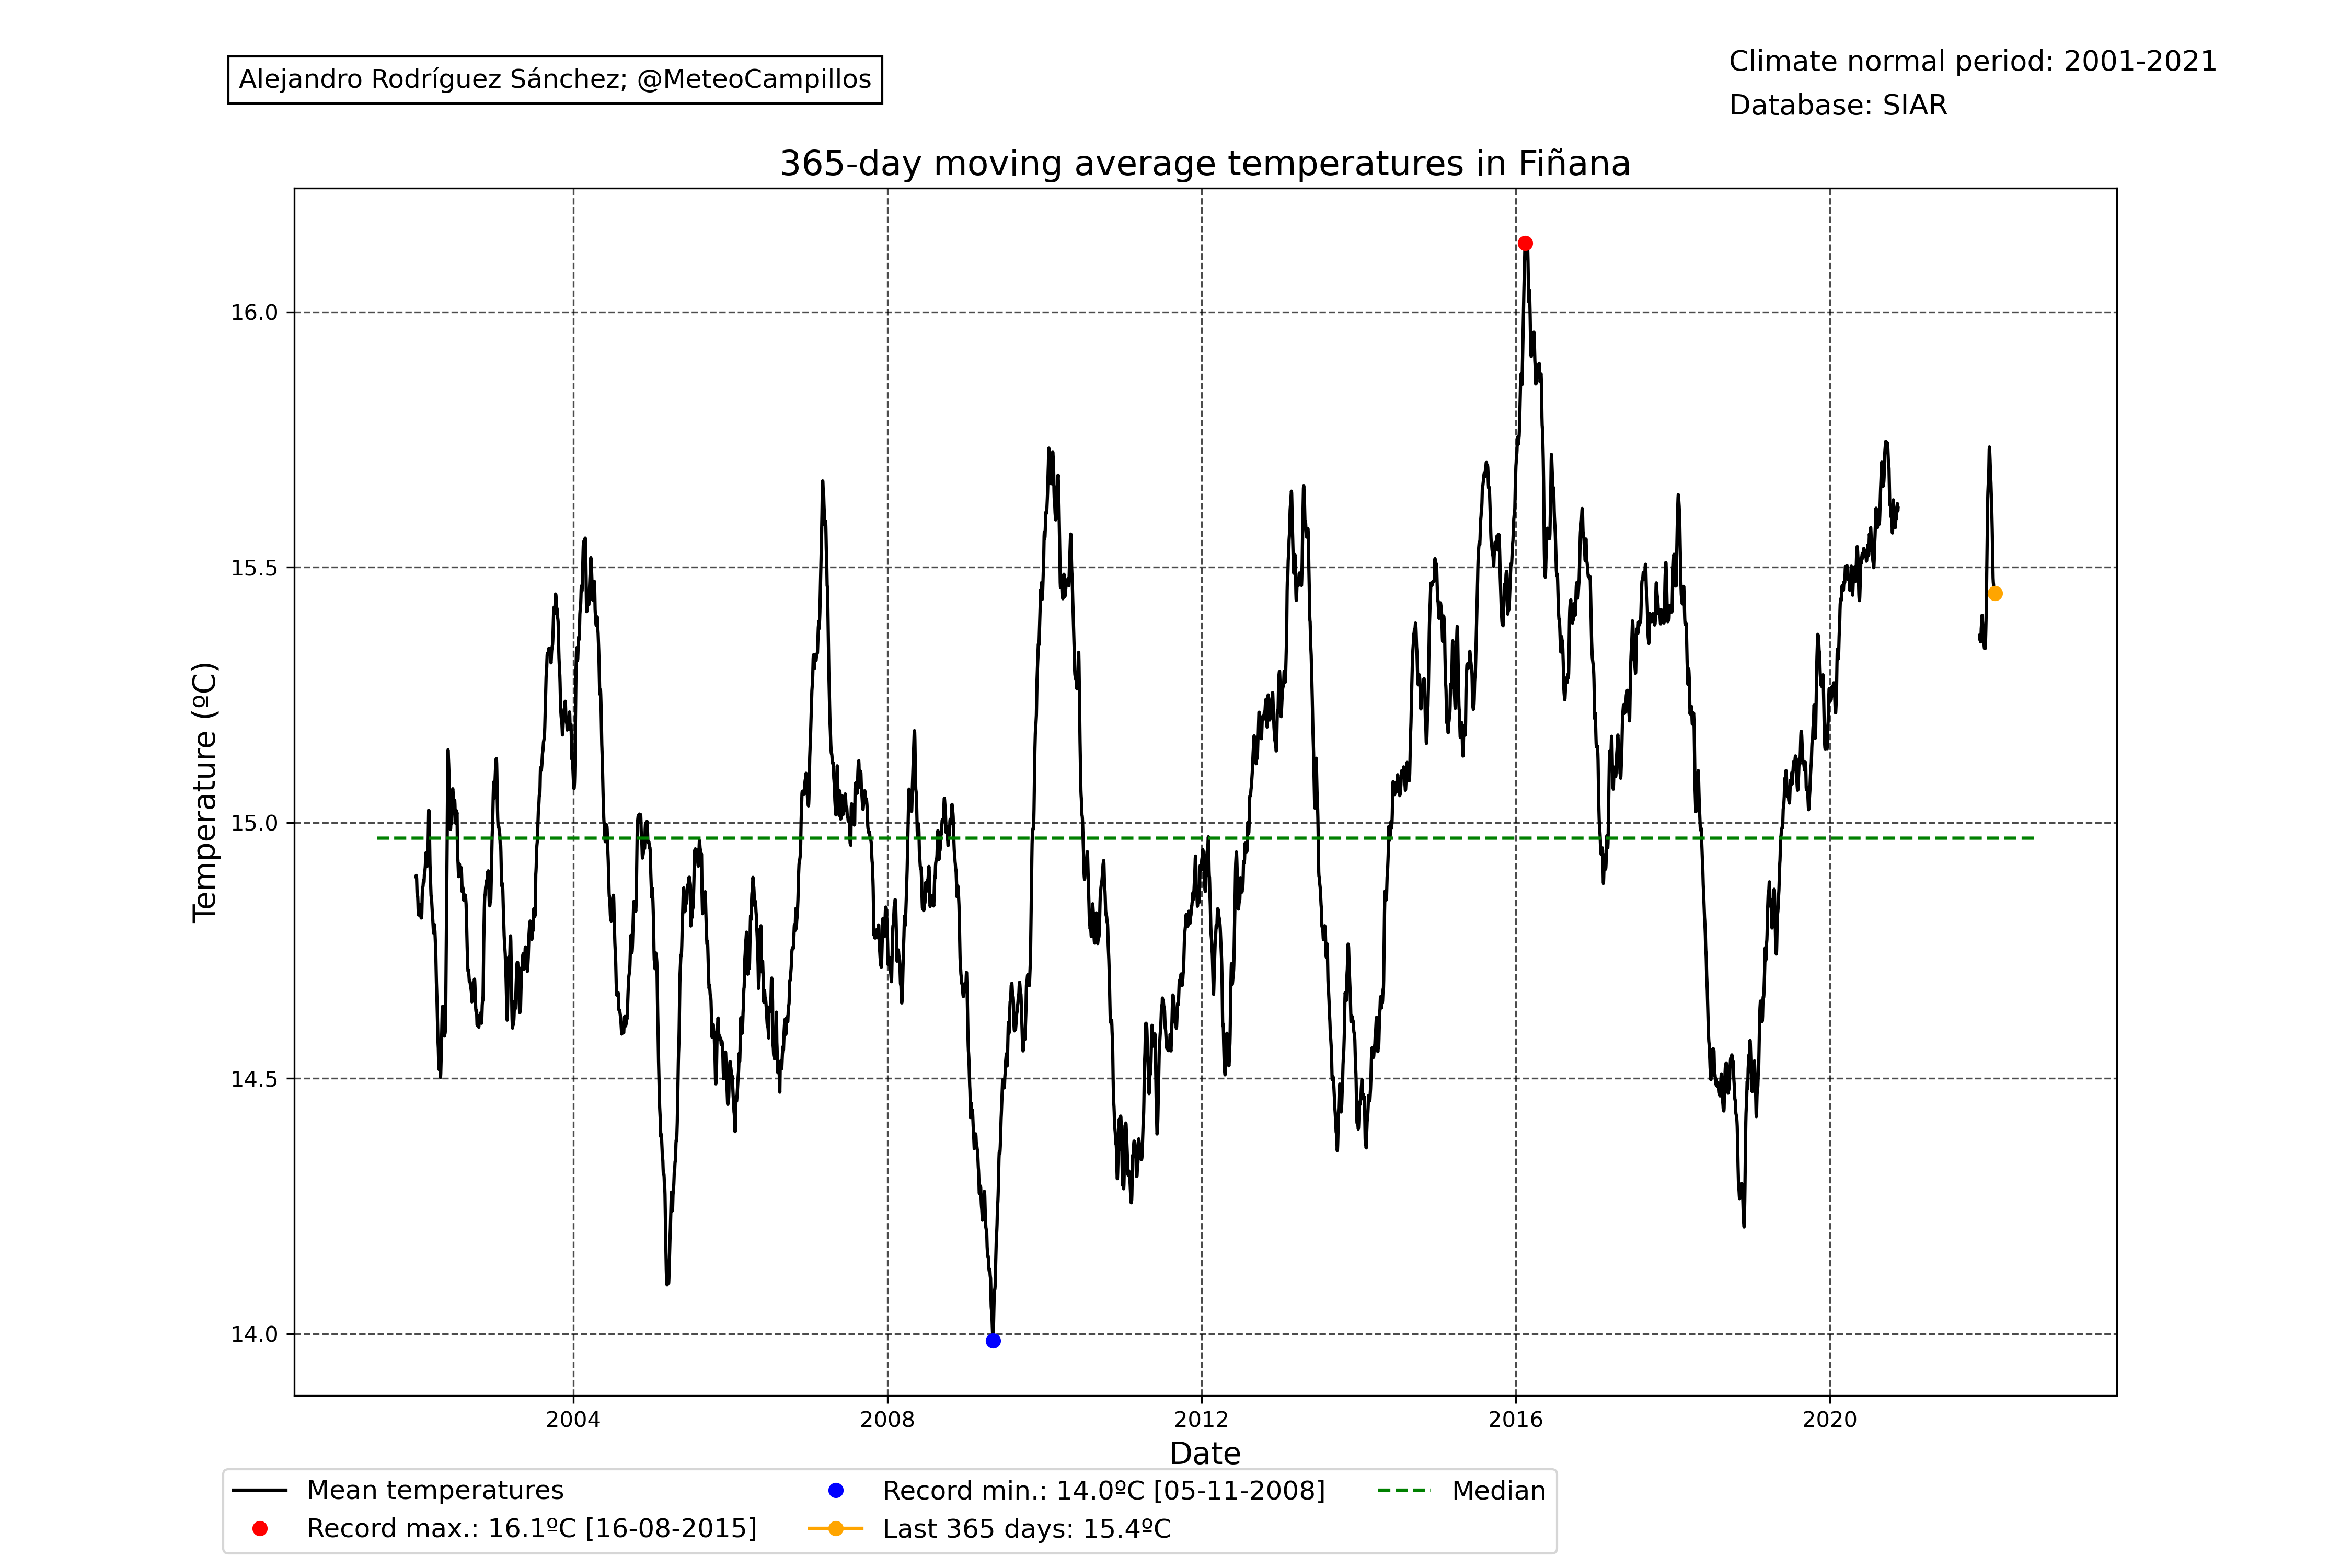 Alejandro Rodríguez Sánchez; @MeteoCampillos
Climate normal period: 2001-2021
Database: SIAR
365-day moving average temperatures in Fiñana
Temperature (ºC)
16.0
15.5
15.0
14.5
14.0
2004
2008
2012
2016
2020
Date
Mean temperatures
Record max.: 16.1ºC [16-08-2015]
Record min.: 14.0ºC [05-11-2008]
Last 365 days: 15.4ºC
Median